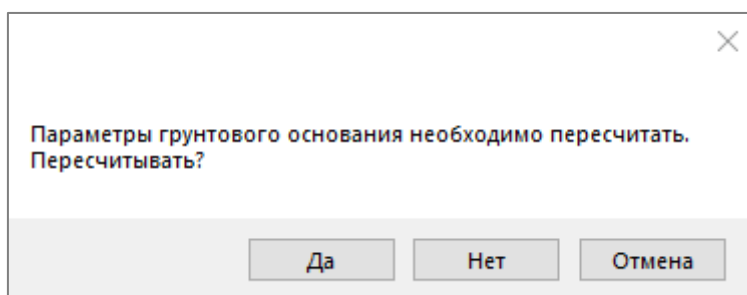 Параметры грунтового основания необходимо пересчитать.
Пересчитывать?
Да
Нет
Отмена